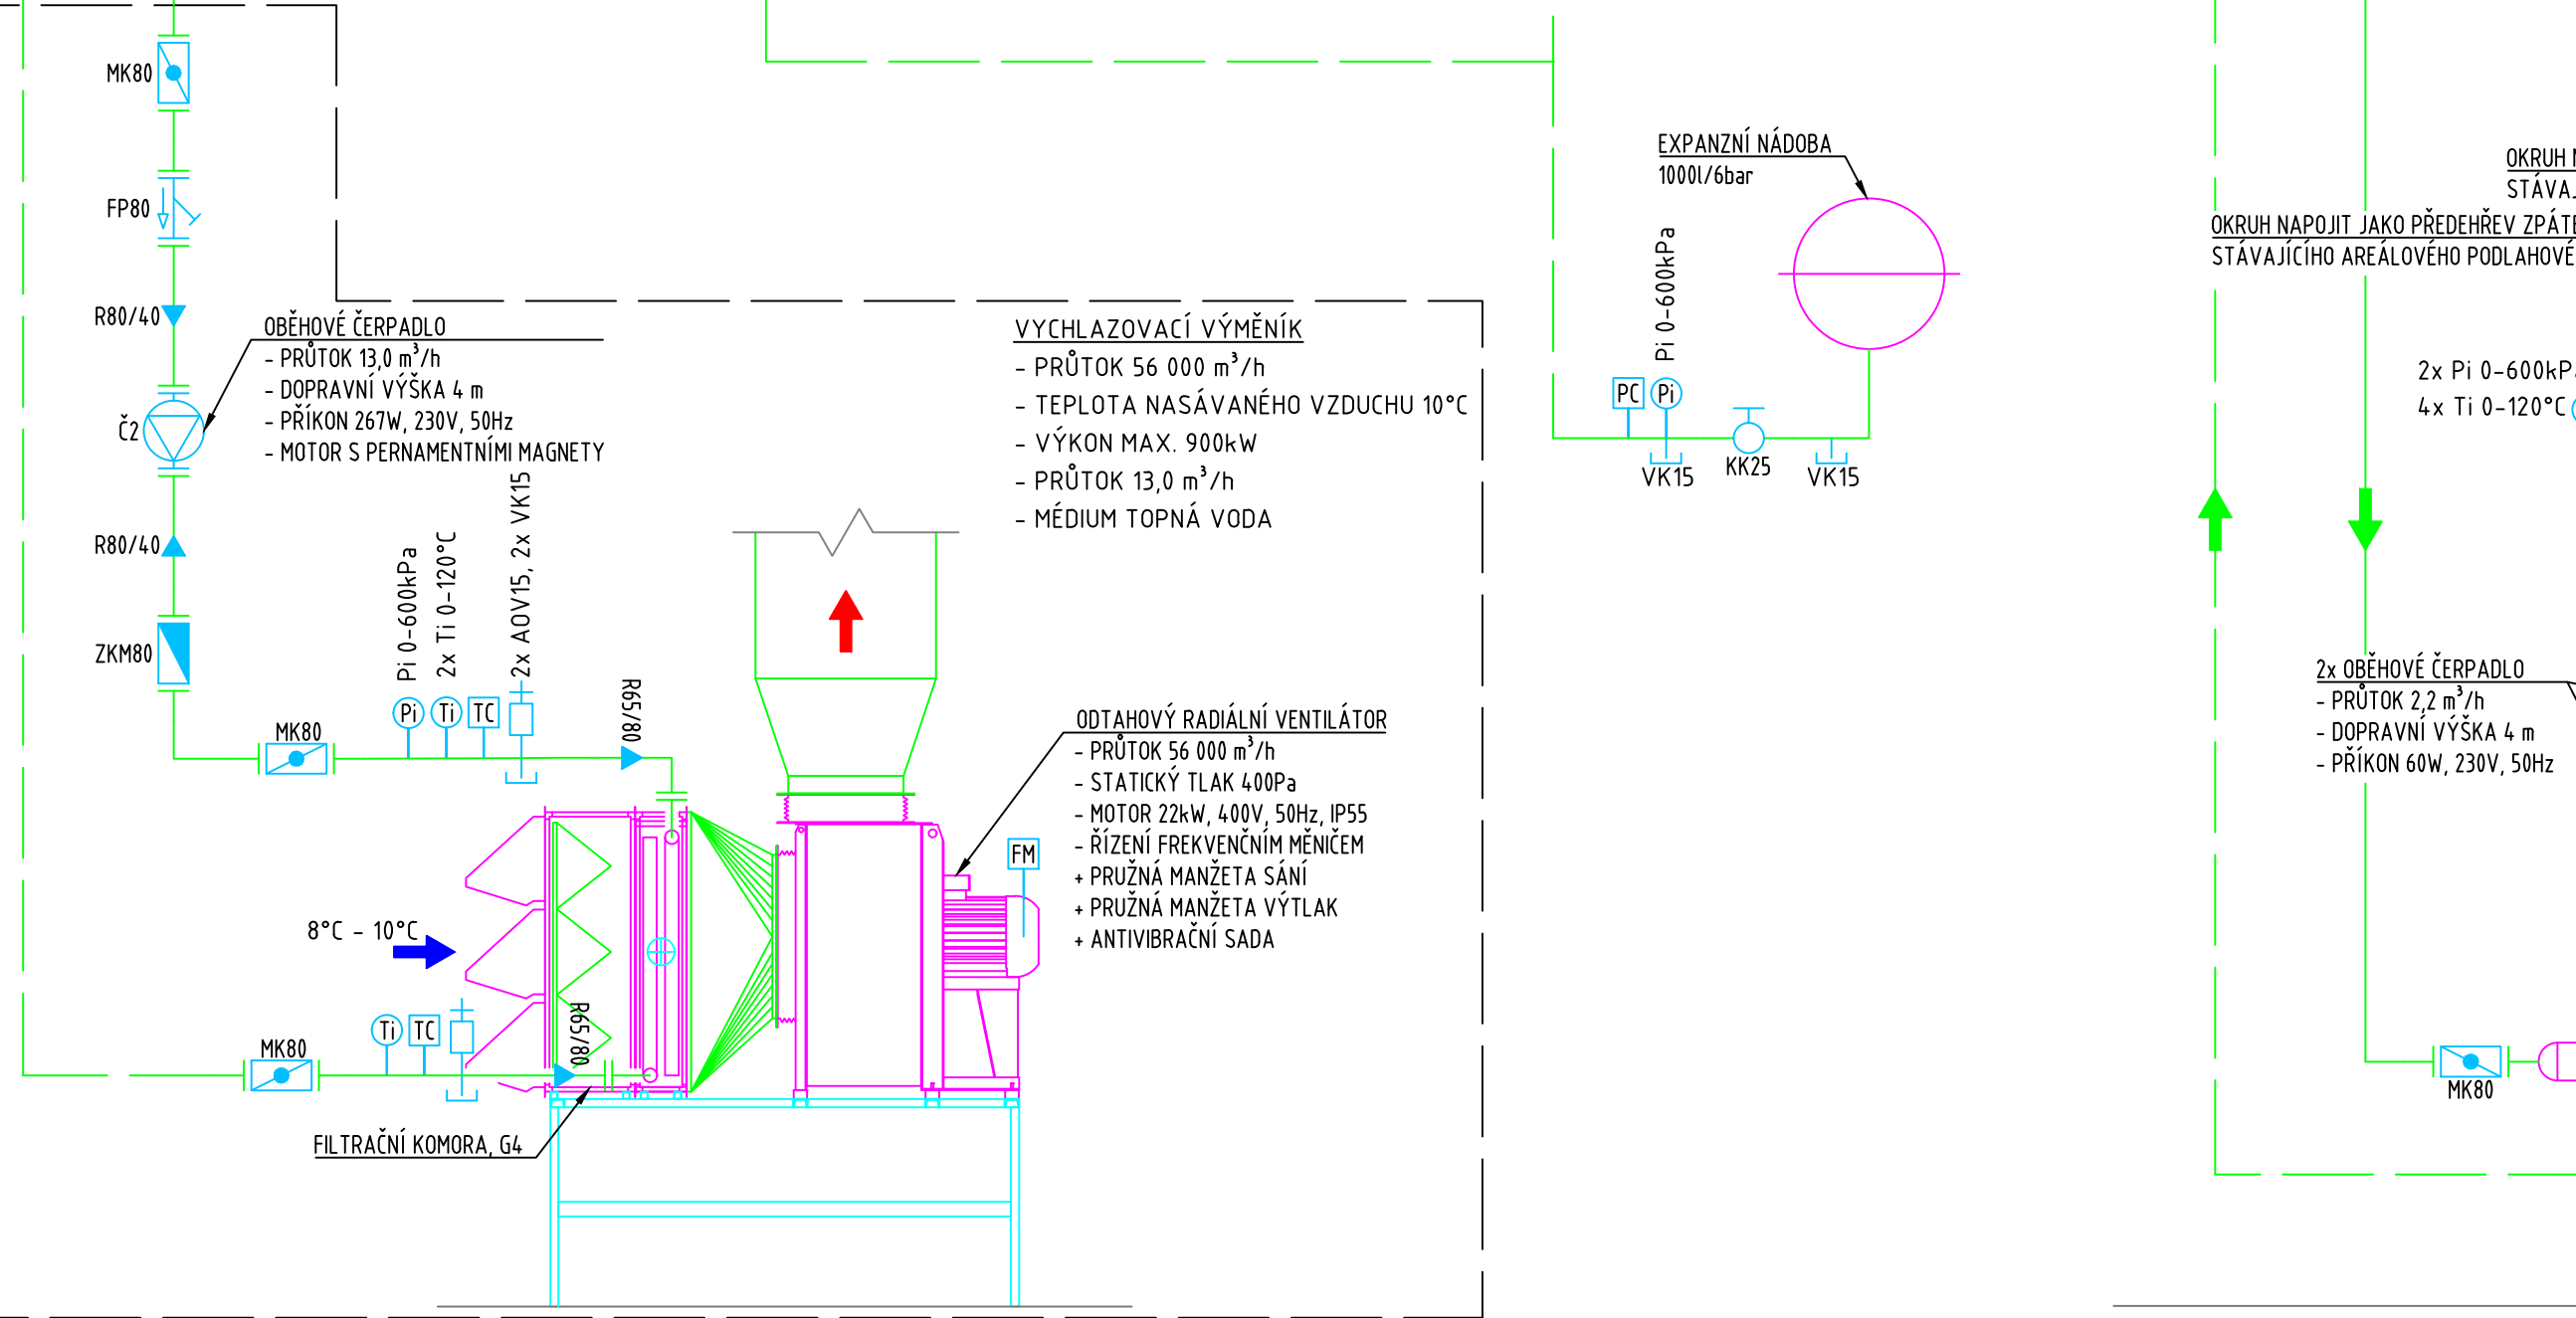 MK80
FP80
R80/40
OBĚHOVÉ ČERPADLO
- PRŮTOK 13,0 m³/h
- DOPRAVNÍ VÝŠKA 4 m
- PŘÍKON 267W, 230V, 50Hz
- MOTOR S PERNAMENTNÍMI MAGNETY
Č2
R80/40
ZKM80
MK80
Pi 0-600kPa
2x Ti 0-120°C
2x AOV15, 2x VK15
Pi
Ti
TC
R65/80
VYCHLAZOVACÍ VÝMĚNÍK
- PRŮTOK 56 000 m³/h
- TEPLOTA NASÁVANÉHO VZDUCHU 10°C
- VÝKON MAX. 900kW
- PRŮTOK 13,0 m³/h
- MÉDIUM TOPNÁ VODA
ODTAHOVÝ RADIÁLNÍ VENTILÁTOR
- PRŮTOK 56 000 m³/h
- STATICKÝ TLAK 400Pa
- MOTOR 22kW, 400V, 50Hz, IP55
- ŘÍZENÍ FREKVENČNÍM MĚNIČEM
+ PRUŽNÁ MANŽETA SÁNÍ
+ PRUŽNÁ MANŽETA VÝTLAK
+ ANTIVIBRAČNÍ SADA
FM
8°C - 10°C
MK80
Ti
TC
R65/80
FILTRAČNÍ KOMORA, G4
EXPANZNÍ NÁDOBA
1000l/6bar
Pi 0-600kPa
PC
Pi
VK15
KK25
VK15
OKRUH
STÁVAJ
OKRUH NAPOJIT JAKO PŘEDEHŘEV ZPÁTE
STÁVAJÍCÍHO AREÁLOVÉHO PODLAHOVÉ
2x Pi 0-600kP
4x Ti 0-120°C
2x OBĚHOVÉ ČERPADLO
- PRŮTOK 2,2 m³/h
- DOPRAVNÍ VÝŠKA 4 m
- PŘÍKON 60W, 230V, 50Hz
MK80